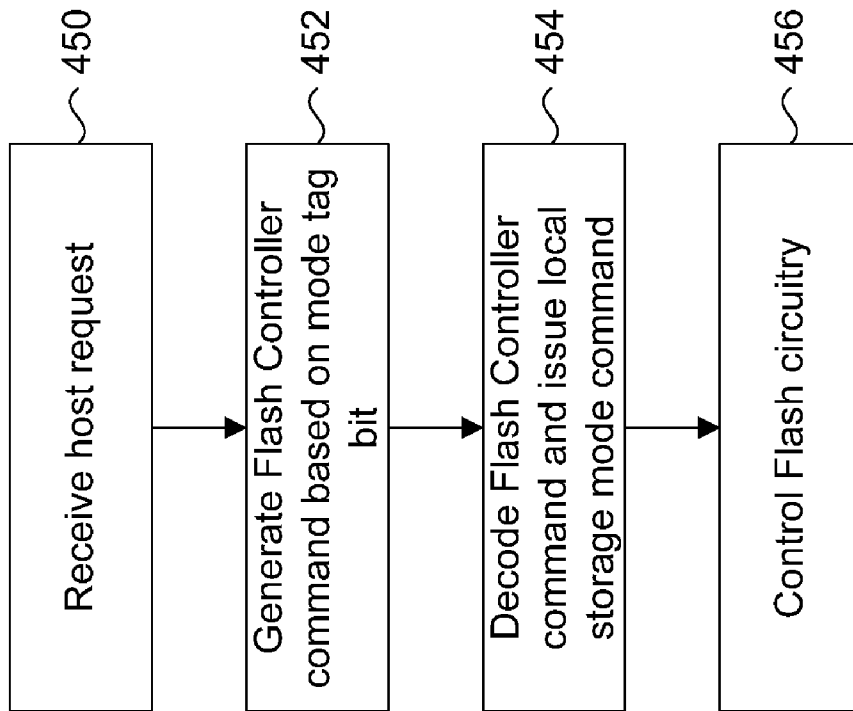 Receive host request
450
Generate Flash Controller
command based on mode tag
bit
452
Decode Flash Controller
command and issue local
storage mode command
454
Control Flash circuitry
456